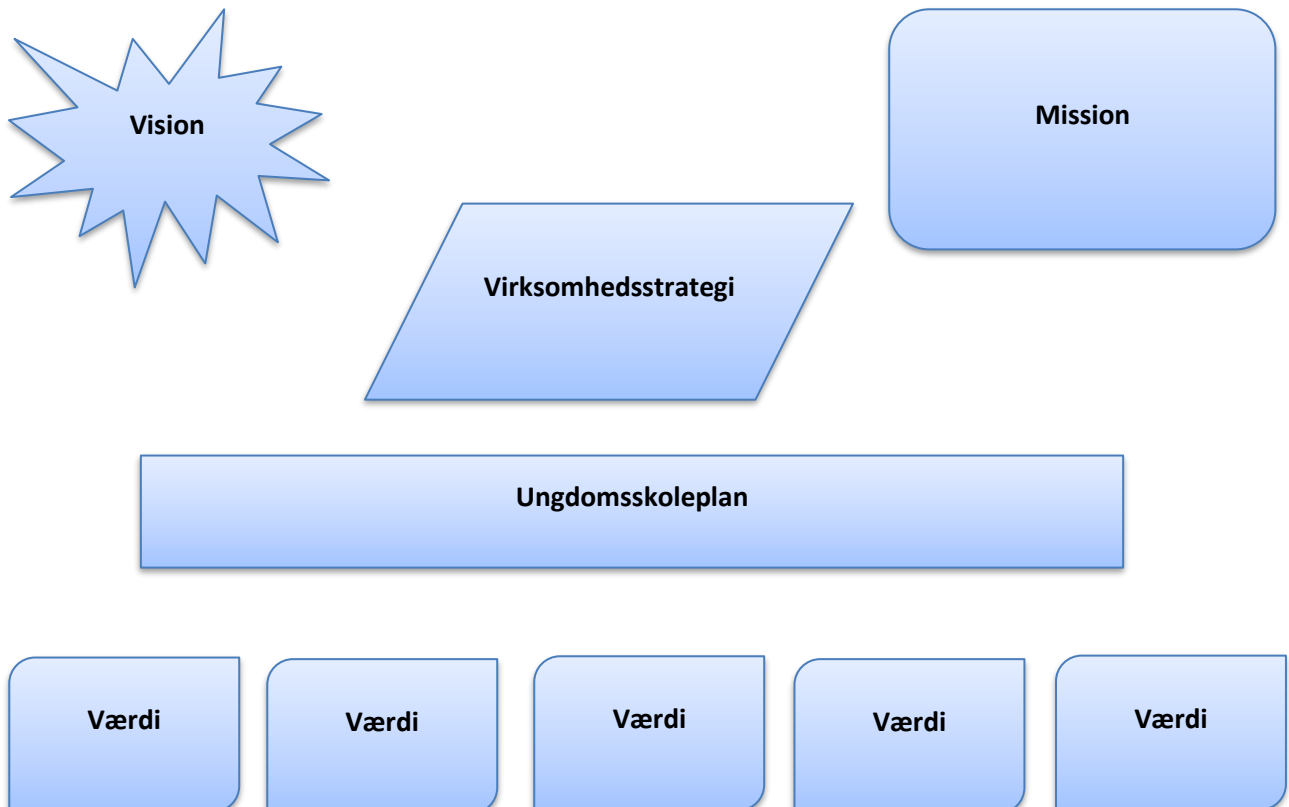 Vision
Mission
Virksomhedsstrategi
Ungdomsskoleplan
Værdi
Værdi
Værdi
Værdi
Værdi